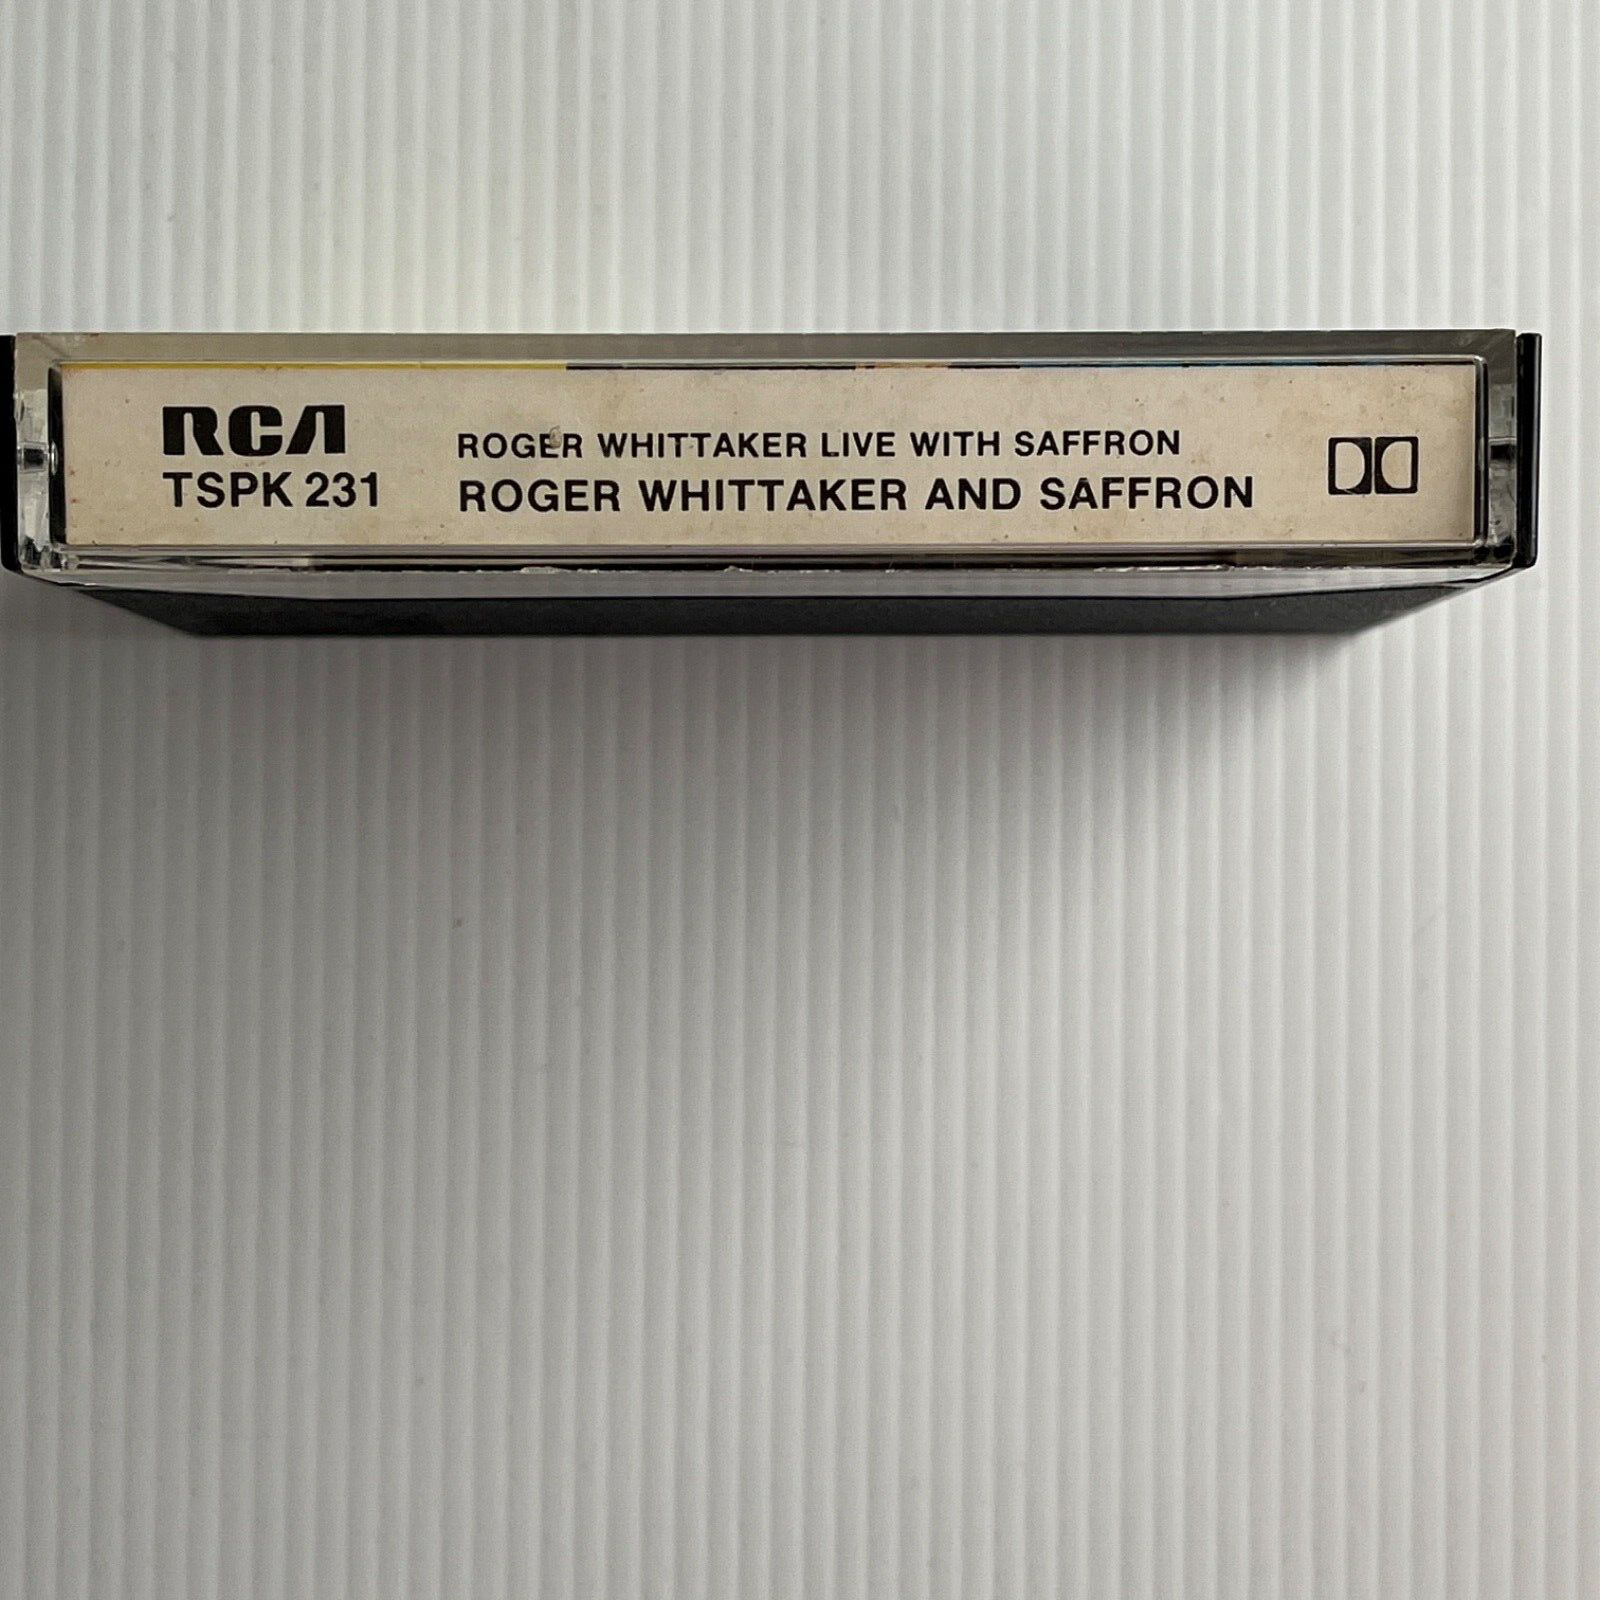 RCA
TSPK 231
ROGER WHITTAKER LIVE WITH SAFFRON
ROGER WHITTAKER AND SAFFRON